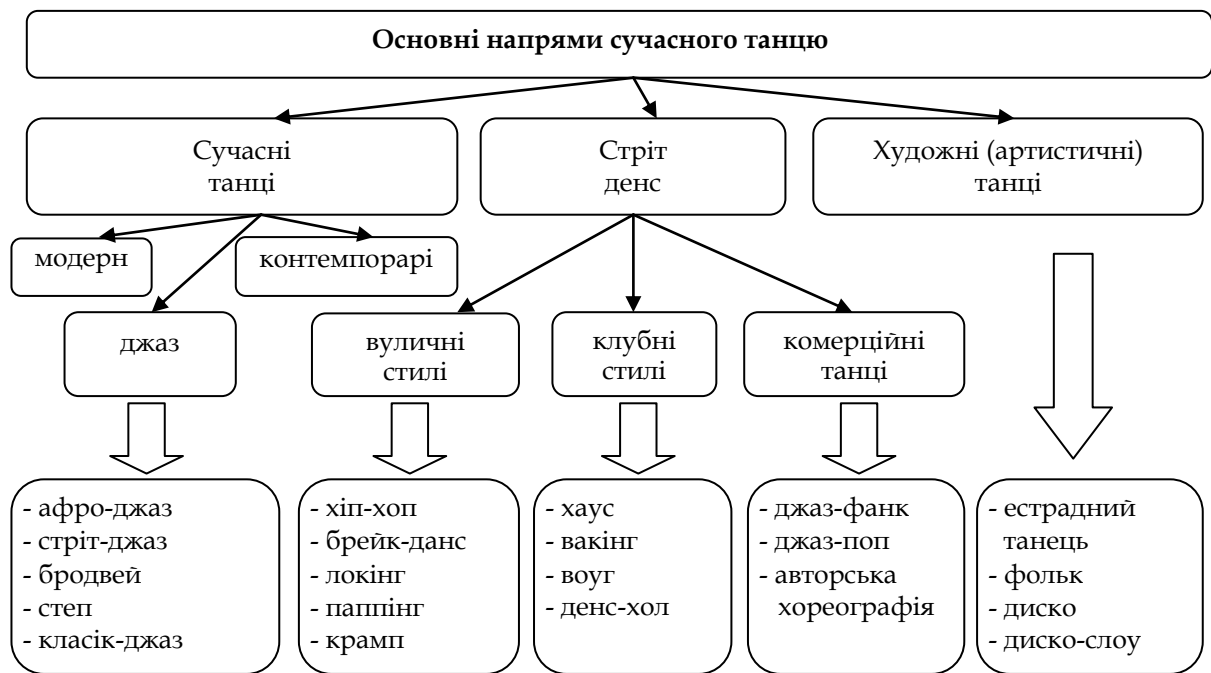 Основні напрями сучасного танцю
Сучасні
танці
Стріт
денс
Художні (артистичні)
танці
модерн
контемпорарі
джаз
вуличні
стилі
клубні
стилі
комерційні
танці
- афро-джаз
- стріт-джаз
- бродвей
- степ
- класік-джаз
- хіп-хоп
- брейк-данс
- локінг
- паппінг
- крамп
- хаус
- вакінг
- воуг
- денс-хол
- джаз-фанк
- джаз-поп
- авторська
хореографія
- естрадний
танець
- фольк
- диско
- диско-слоу